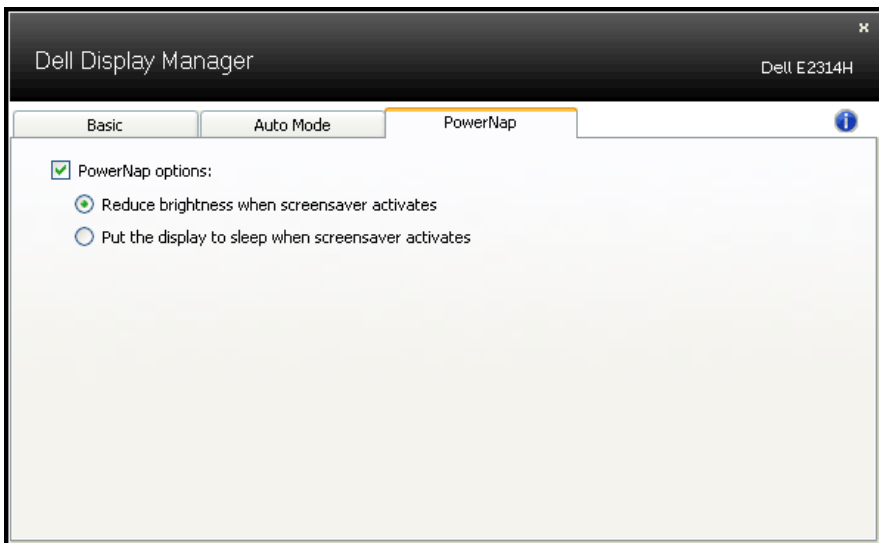 x
Dell Display Manager
Dell E2314H
Basic
Auto Mode
PowerNap
i
PowerNap options:
Reduce brightness when screensaver activates
Put the display to sleep when screensaver activates